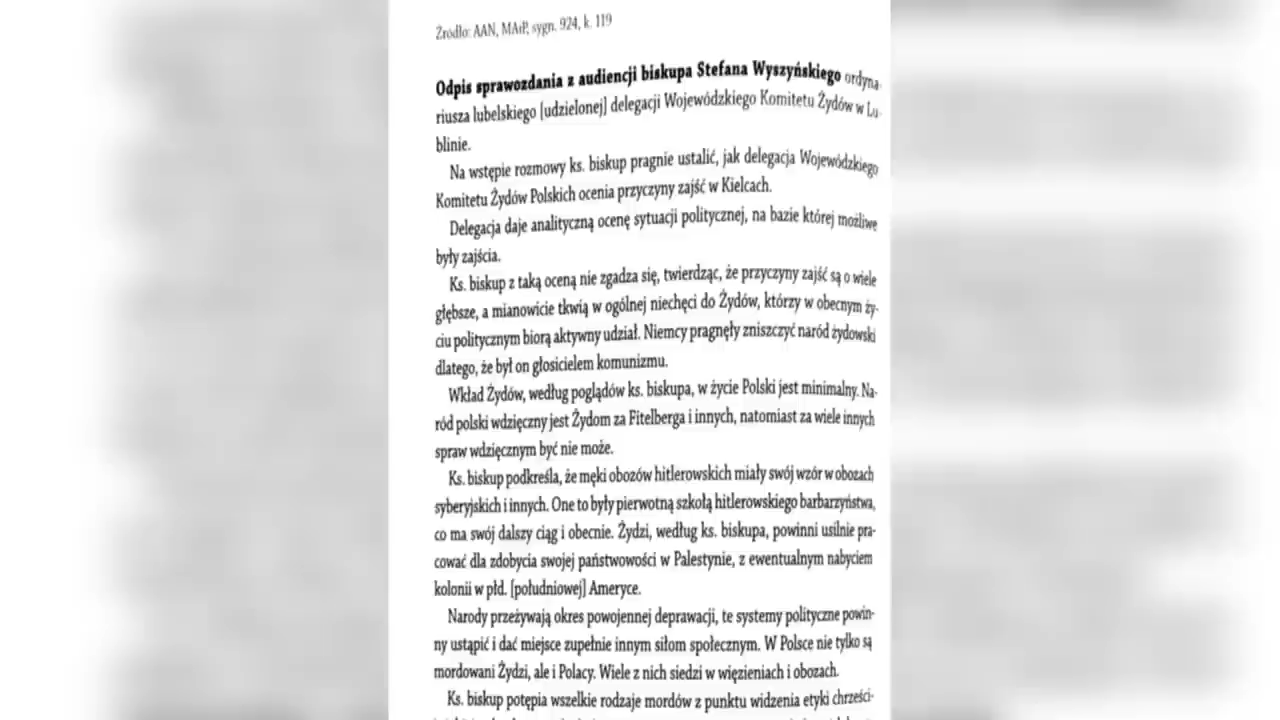 Źródło: AAN, MAiP, sygn. 924, k. 119
Odpis sprawozdania z audiencji biskupa Stefana Wyszyńskiego ordyna-
riusza lubelskiego [udzielonej] delegacji Wojewódzkiego Komitetu Żydów w Lu-
blinie.
Na wstępie rozmowy ks. biskup pragnie ustalić, jak delegacja Wojewódzkiego
Komitetu Żydów Polskich ocenia przyczyny zajść w Kielcach.
Delegacja daje analityczną ocenę sytuacji politycznej, na bazie której możliwe
były zajścia.
Ks. biskup z taką oceną nie zgadza się, twierdząc, że przyczyny zajść są o wiele
głębsze, a mianowicie tkwią w ogólnej niechęci do Żydów, którzy w obecnym ży-
ciu politycznym biorą aktywny udział. Niemcy pragnęły zniszczyć naród żydowski
dlatego, że był on głosicielem komunizmu.
Wkład Żydów, według poglądów ks. biskupa, w życie Polski jest minimalny. Na-
ród polski wdzięczny jest Żydom za Fitelberga i innych, natomiast za wiele innych
spraw wdzięcznym być nie może.
Ks. biskup podkreśla, że męki obozów hitlerowskich miały swój wzór w obozach
syberyjskich i innych. One to były pierwotną szkołą hitlerowskiego barbarzyństwa,
co ma swój dalszy ciąg i obecnie. Żydzi, według ks. biskupa, powinni usilnie pra-
cować dla zdobycia swojej państwowości w Palestynie, z ewentualnym nabyciem
kolonii w płd. [południowej] Ameryce.
Narody przeżywają okres powojennej deprawacji, te systemy polityczne powin-
ny ustąpić i dać miejsce zupełnie innym siłom społecznym. W Polsce nie tylko są
mordowani Żydzi, ale i Polacy. Wiele z nich siedzi w więzieniach i obozach.
Ks. biskup potępia wszelkie rodzaje mordów z punktu widzenia etyki chrześci-